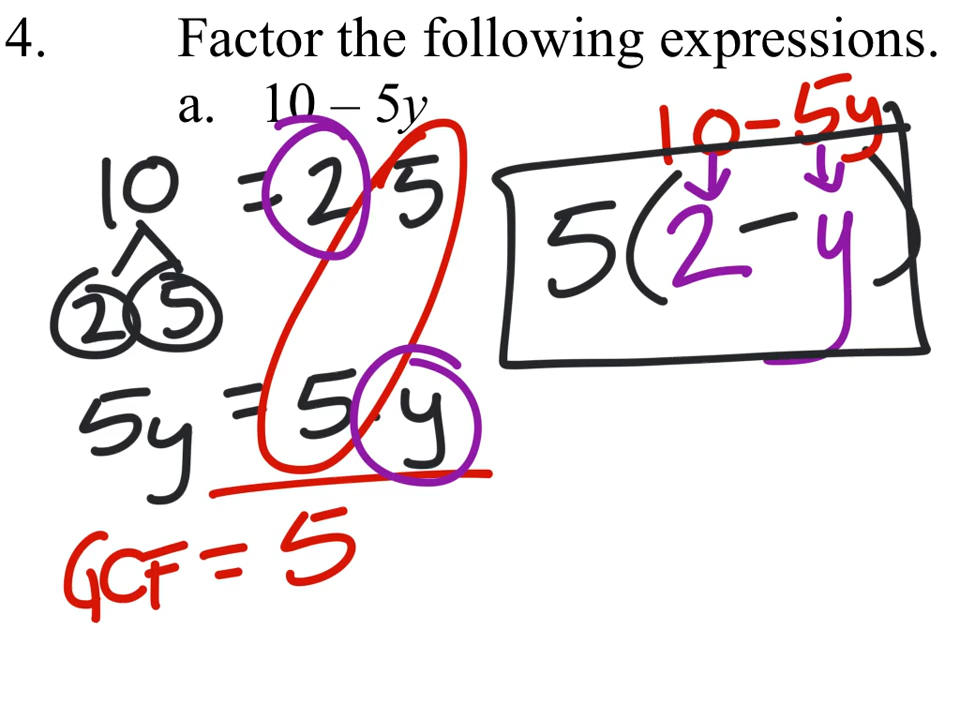 4. Factor the following expressions.
a. 10 – 5y
10 - 5y
10 = 2 · 5
2 5
5(2 - y)
5y = 5 · y
GCF = 5